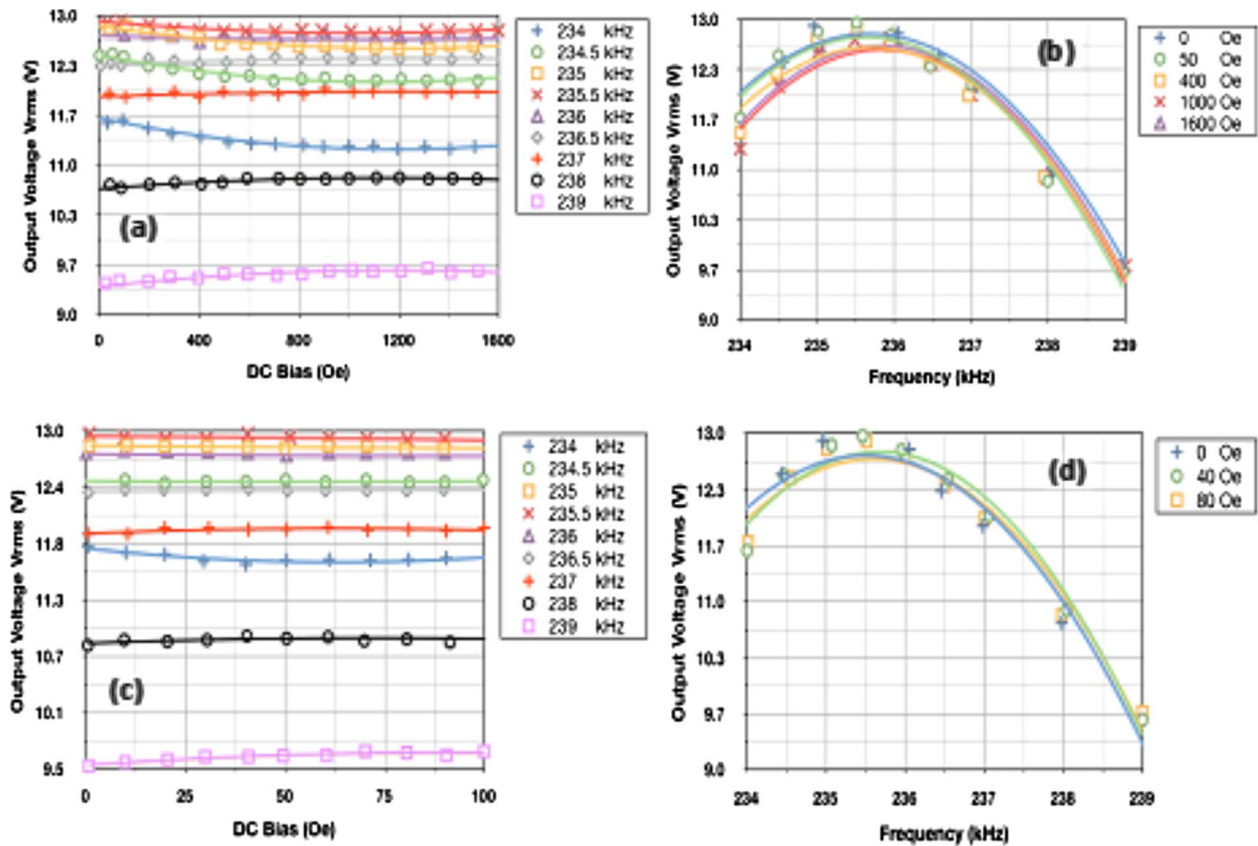 Output Voltage Vrms (V)
13.0
12.3
11.7
11.0
10.3
9.7
9.0
(a)
0 400 800 1200 1600
DC Bias (Oe)
234 kHz
234.5 kHz
235 kHz
235.5 kHz
236 kHz
236.5 kHz
237 kHz
238 kHz
239 kHz
Output Voltage Vrms (V)
13.0
12.3
11.7
11.0
10.3
9.7
9.0
(b)
234 235 236 237 238 239
Frequency (kHz)
0 Oe
50 Oe
400 Oe
1000 Oe
1600 Oe
Output Voltage Vrms (V)
13.0
12.4
11.8
11.3
10.7
10.1
9.5
(c)
0 25 50 75 100
DC Bias (Oe)
234 kHz
234.5 kHz
235 kHz
235.5 kHz
236 kHz
236.5 kHz
237 kHz
238 kHz
239 kHz
Output Voltage Vrms (V)
13.0
12.3
11.7
11.0
10.3
9.7
9.0
(d)
234 235 236 237 238 239
Frequency (kHz)
0 Oe
40 Oe
80 Oe